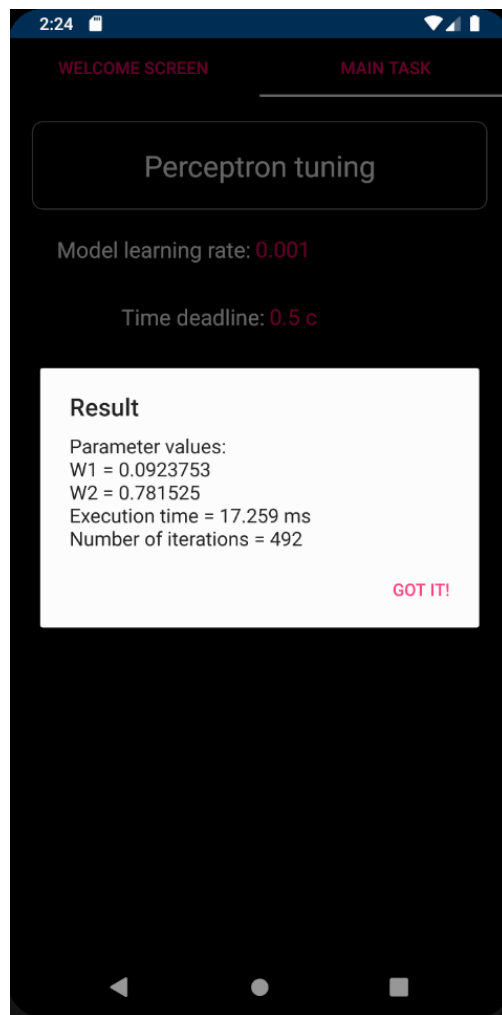 2:24
WELCOME SCREEN MAIN TASK
Perceptron tuning
Model learning rate: 0.001
Time deadline: 0.5 c
Result
Parameter values:
W1 = 0.0923753
W2 = 0.781525
Execution time = 17.259 ms
Number of iterations = 492
GOT IT!